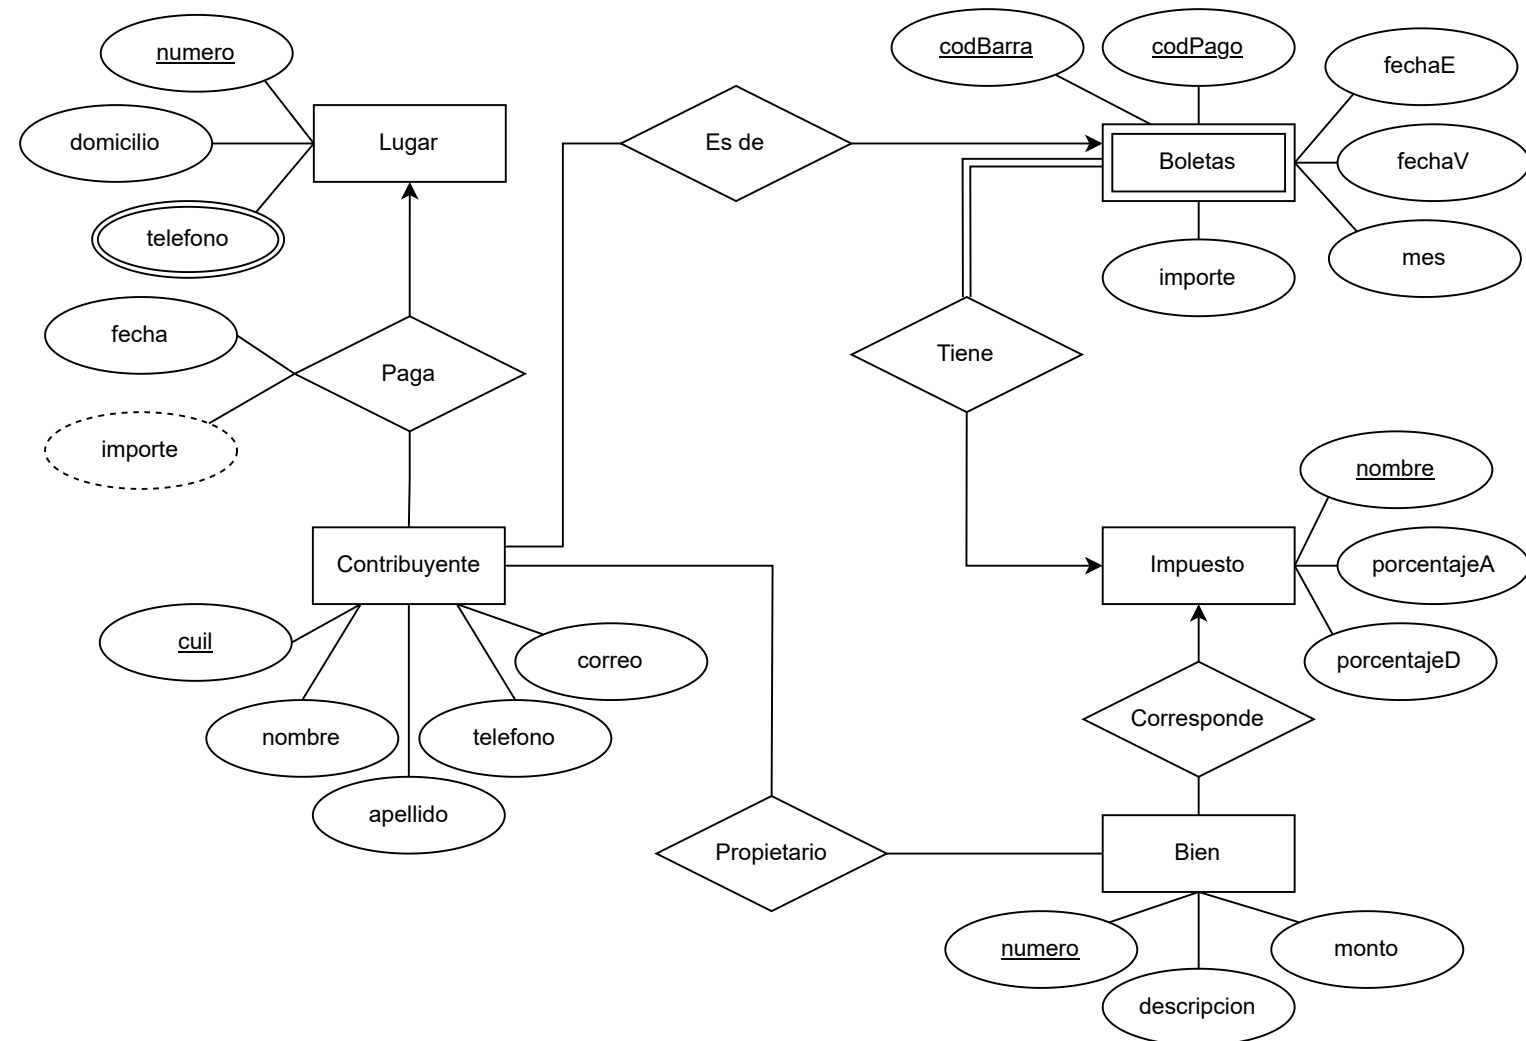 numero
domicilio
Lugar
telefono
fecha
Paga
importe
Es de
codBarra
codPago
fechaE
Boletas
fechaV
mes
importe
Tiene
Contribuyente
cuil
nombre
apellido
telefono
correo
Impuesto
nombre
porcentajeA
porcentajeD
Corresponde
Propietario
Bien
numero
descripcion
monto